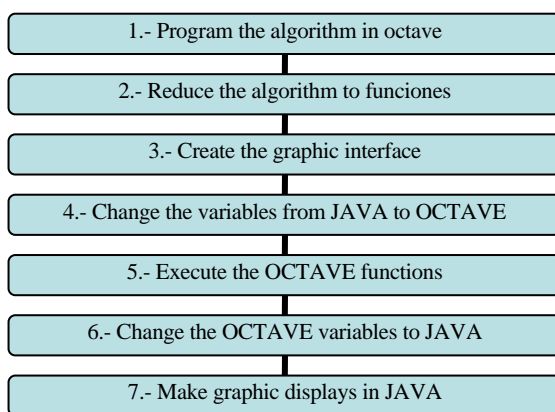 1.- Program the algorithm in octave
2.- Reduce the algorithm to funciones
3.- Create the graphic interface
4.- Change the variables from JAVA to OCTAVE
5.- Execute the OCTAVE functions
6.- Change the OCTAVE variables to JAVA
7.- Make graphic displays in JAVA